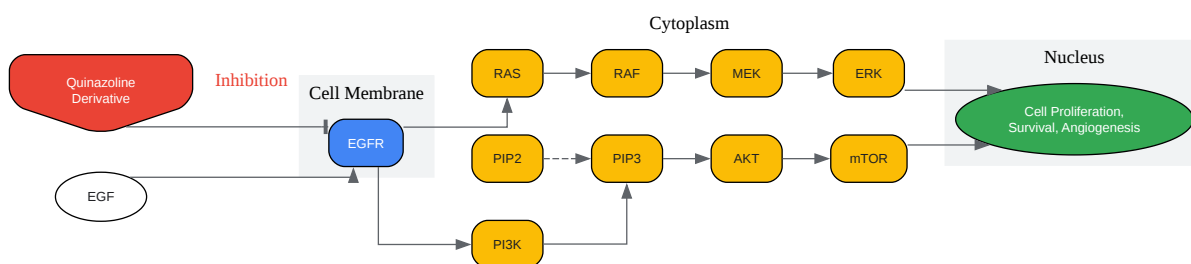 Cytoplasm
Quinazoline
Derivative
Inhibition
Cell Membrane
EGFR
EGF
RAS
RAF
MEK
ERK
PIP2
PIP3
AKT
mTOR
PI3K
Nucleus
Cell Proliferation,
Survival, Angiogenesis